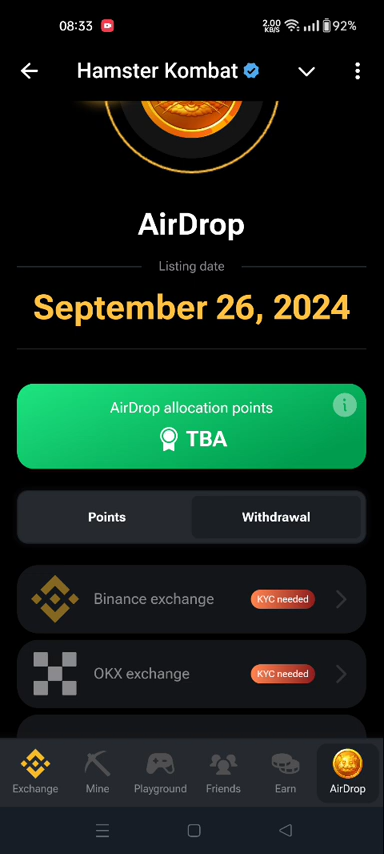 08:33
2.00 KB/S
92%
Hamster Kombat
AirDrop
Listing date
September 26, 2024
AirDrop allocation points
i
TBA
Points
Withdrawal
Binance exchange
KYC needed
OKX exchange
KYC needed
Exchange
Mine
Playground
Friends
Earn
AirDrop